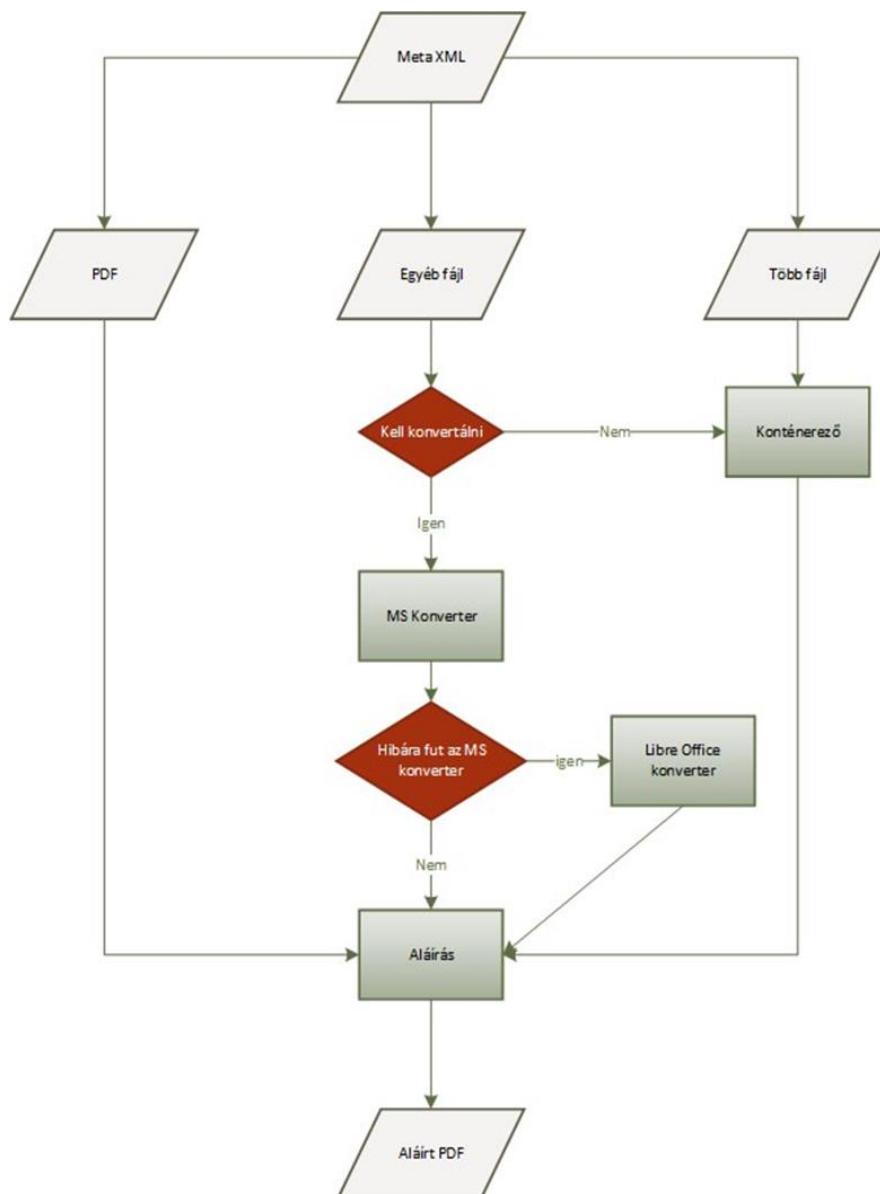 Meta XML
PDF
Egyéb fájl
Több fájl
Kell konvertálni
Nem
Konténerező
Igen
MS Konverter
Hibára fut az MS
konverter
igen
Libre Office
konverter
Nem
Aláírás
Aláírt PDF